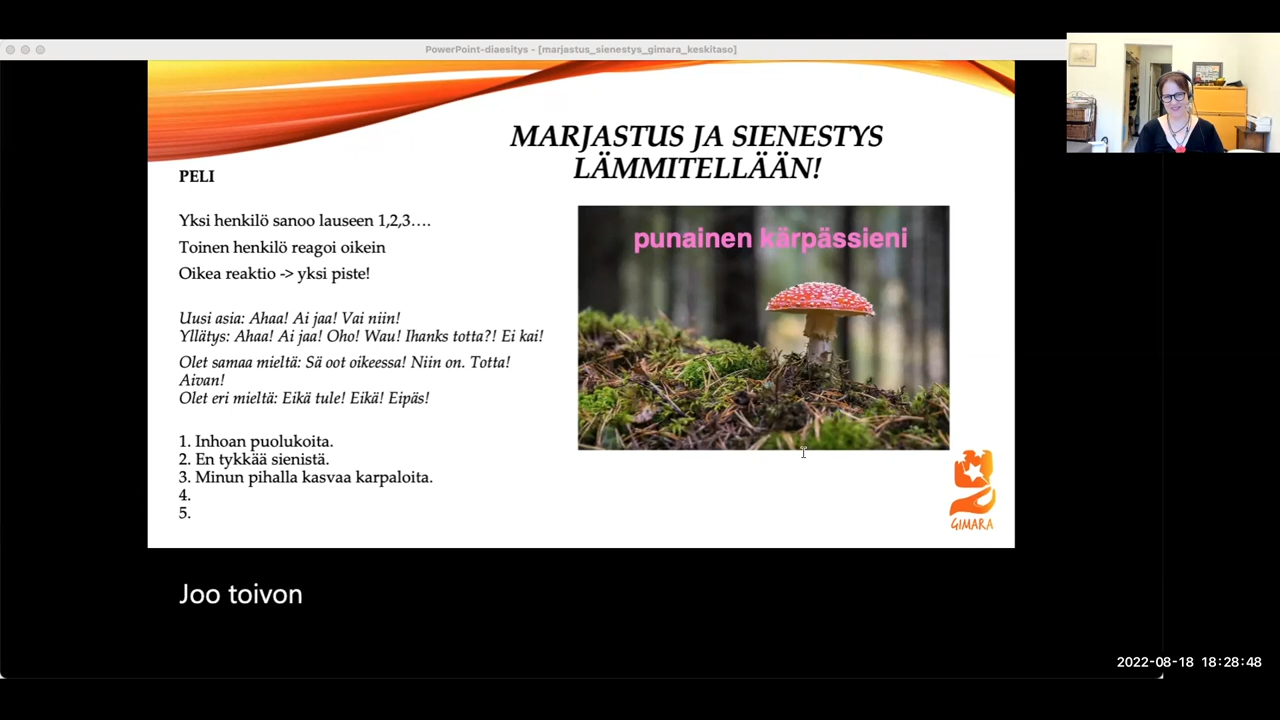 PowerPoint-diaesitys - [marjastus_sienestys_gimara_keskitaso]
MARJASTUS JA SIENESTYS
LÄMMITELLÄÄN!
PELI
Yksi henkilö sanoo lauseen 1,2,3….
Toinen henkilö reagoi oikein
Oikea reaktio -> yksi piste!
Uusi asia: Ahaa! Ai jaa! Vai niin!
Yllätys: Ahaa! Ai jaa! Oho! Wau! Ihanks totta?! Ei kai!
Olet samaa mieltä: Sä oot oikeessa! Niin on. Totta!
Aivan!
Olet eri mieltä: Eikä tule! Eikä! Eipäs!
1. Inhoan puolukoita.
2. En tykkää sienistä.
3. Minun pihalla kasvaa karpaloita.
4.
5.
punainen kärpässieni
GIMARA
Joo toivon
2022-08-18 18:28:48